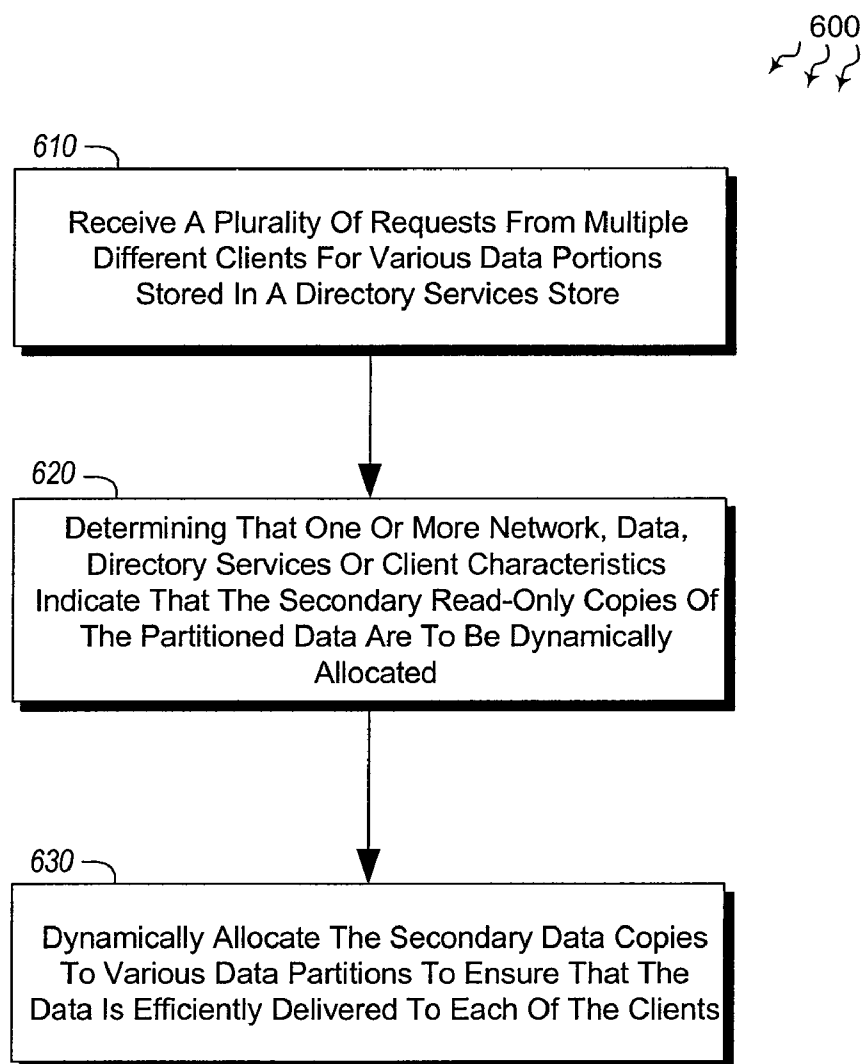 600
610
Receive A Plurality Of Requests From Multiple
Different Clients For Various Data Portions
Stored In A Directory Services Store
620
Determining That One Or More Network, Data,
Directory Services Or Client Characteristics
Indicate That The Secondary Read-Only Copies Of
The Partitioned Data Are To Be Dynamically
Allocated
630
Dynamically Allocate The Secondary Data Copies
To Various Data Partitions To Ensure That The
Data Is Efficiently Delivered To Each Of The Clients